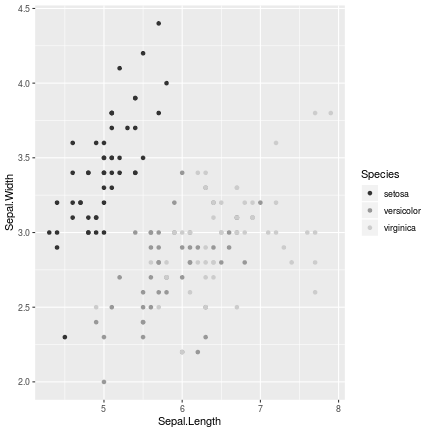 4.5
4.0
3.5
3.0
2.5
2.0
Sepal.Width
5
6
7
8
Sepal.Length
Species
setosa
versicolor
virginica